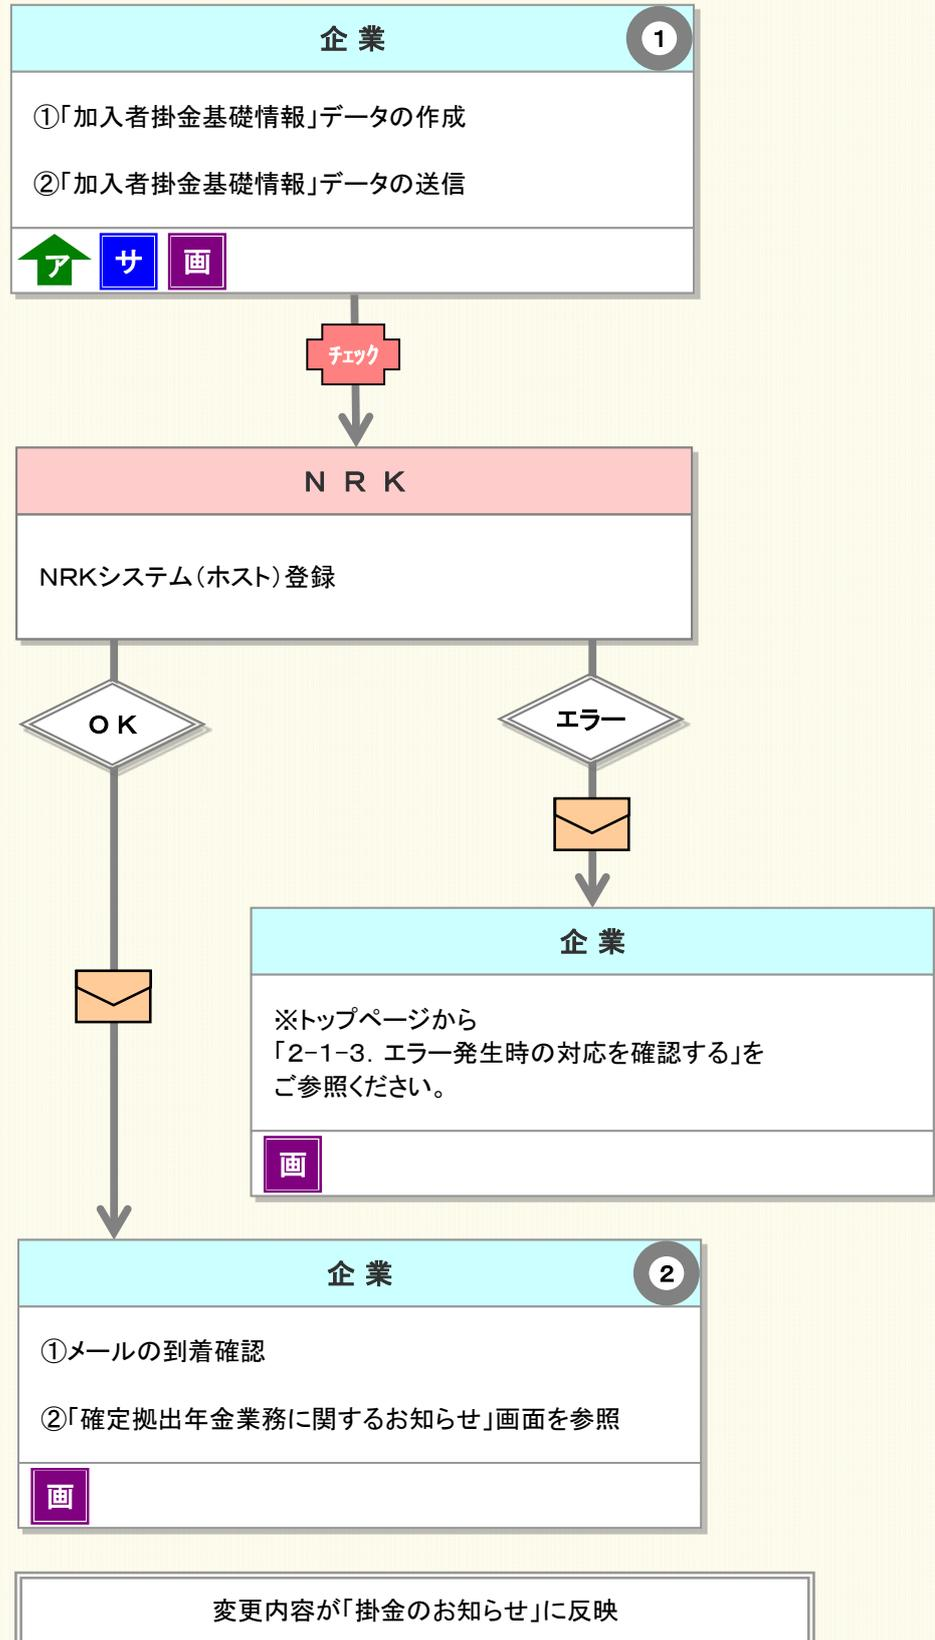 企 業
1
①「加入者掛金基礎情報」データの作成
②「加入者掛金基礎情報」データの送信
ア サ 画
チェック
N R K
NRKシステム（ホスト）登録
O K
エラー
企 業
※トップページから
「2-1-3．エラー発生時の対応を確認する」を
ご参照ください。
画
企 業
2
①メールの到着確認
②「確定拠出年金業務に関するお知らせ」画面を参照
画
変更内容が「掛金のお知らせ」に反映